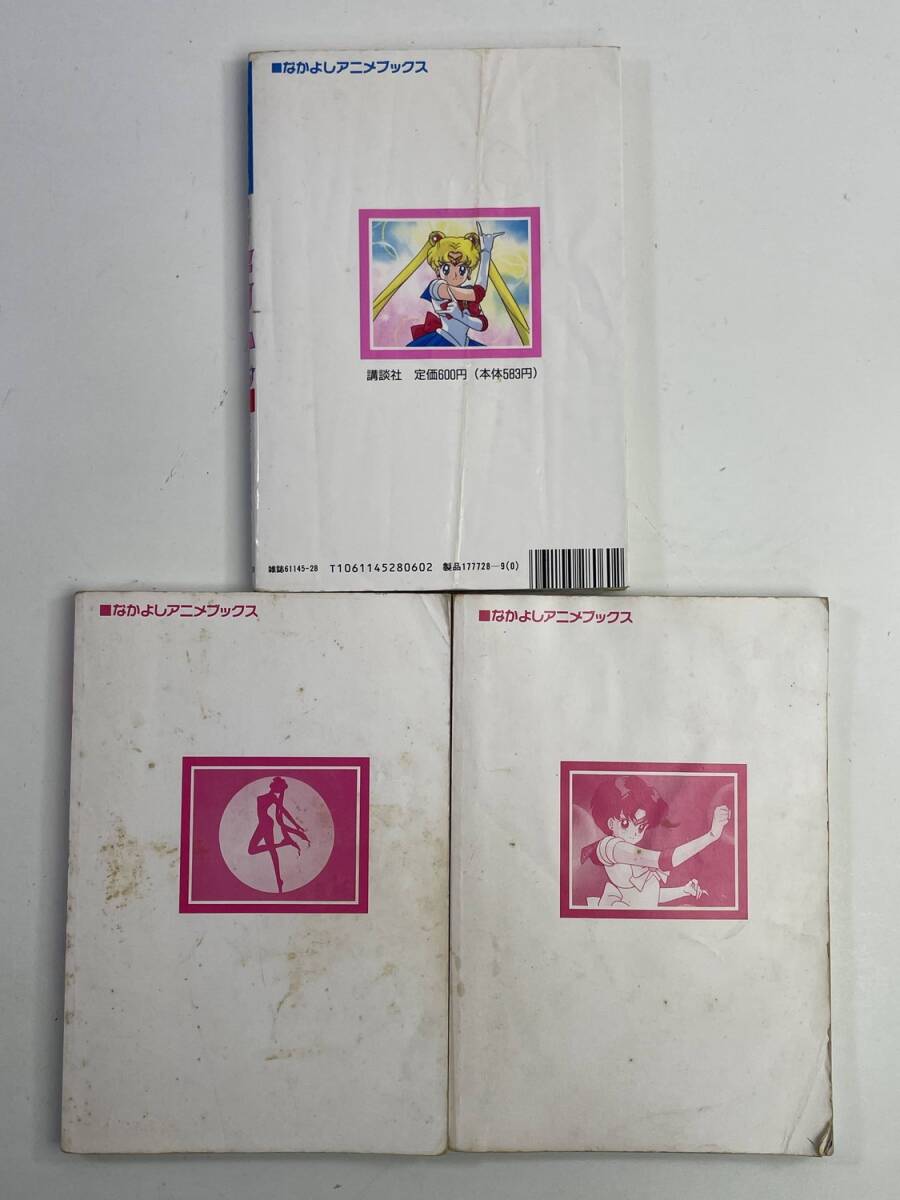 ■なかよしアニメブックス
講談社 定価600円(本体583円)
雑誌61145-28 T1061145280602 製品177728-9(0)
■なかよしアニメブックス
■なかよしアニメブックス